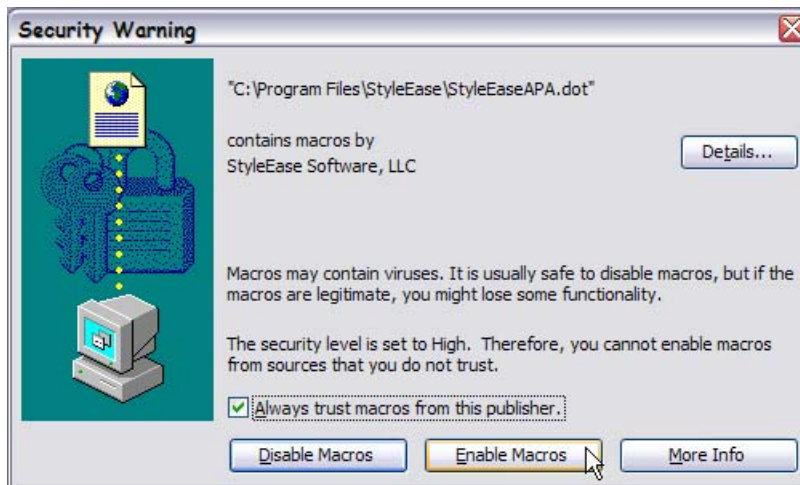 Security Warning
"C:\Program Files\StyleEase\StyleEaseAPA.dot"
contains macros by
StyleEase Software, LLC
Details...
Macros may contain viruses. It is usually safe to disable macros, but if the
macros are legitimate, you might lose some functionality.
The security level is set to High.  Therefore, you cannot enable macros
from sources that you do not trust.
Always trust macros from this publisher.
Disable Macros
Enable Macros
More Info